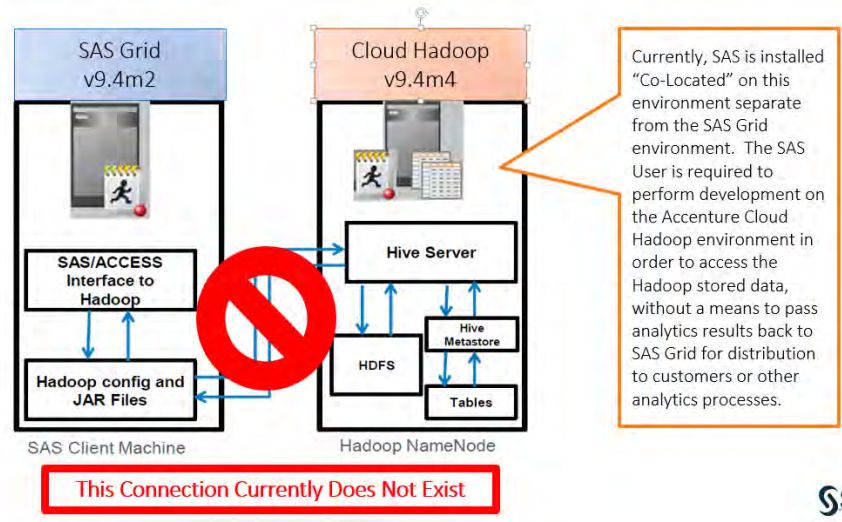 SAS Grid
v9.4m2
Cloud Hadoop
v9.4m4
Currently, SAS is installed
“Co-Located” on this
environment separate
from the SAS Grid
environment. The SAS
User is required to
perform development on
the Accenture Cloud
Hadoop environment in
order to access the
Hadoop stored data,
without a means to pass
analytics results back to
SAS Grid for distribution
to customers or other
analytics processes.
SAS/ACCESS
Interface to
Hadoop
Hadoop config and
JAR Files
Hive Server
HDFS
Hive
Metastore
Tables
SAS Client Machine
Hadoop NameNode
This Connection Currently Does Not Exist